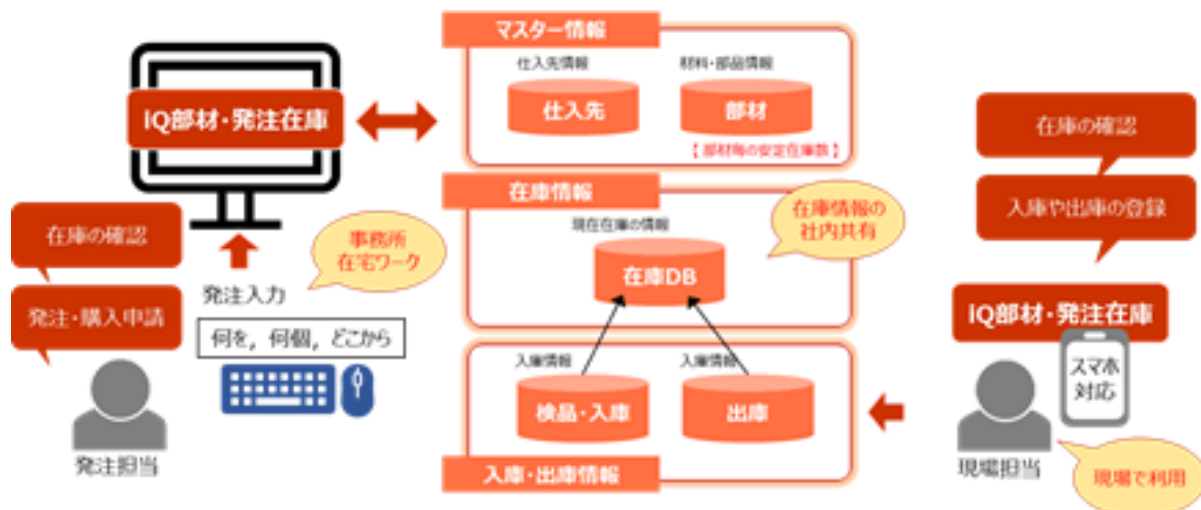 iQ部材・発注在庫
在庫の確認
発注・購入申請
発注担当
発注入力
何を，何個，どこから
事務所
在宅ワーク
マスター情報
仕入先情報
仕入先
材料・部品情報
部材
【 部材毎の安定在庫数 】
在庫情報
現在在庫の情報
在庫DB
在庫情報の
社内共有
入庫情報
検品・入庫
入庫情報
出庫
入庫・出庫情報
在庫の確認
入庫や出庫の登録
iQ部材・発注在庫
スマホ
対応
現場担当
現場で利用